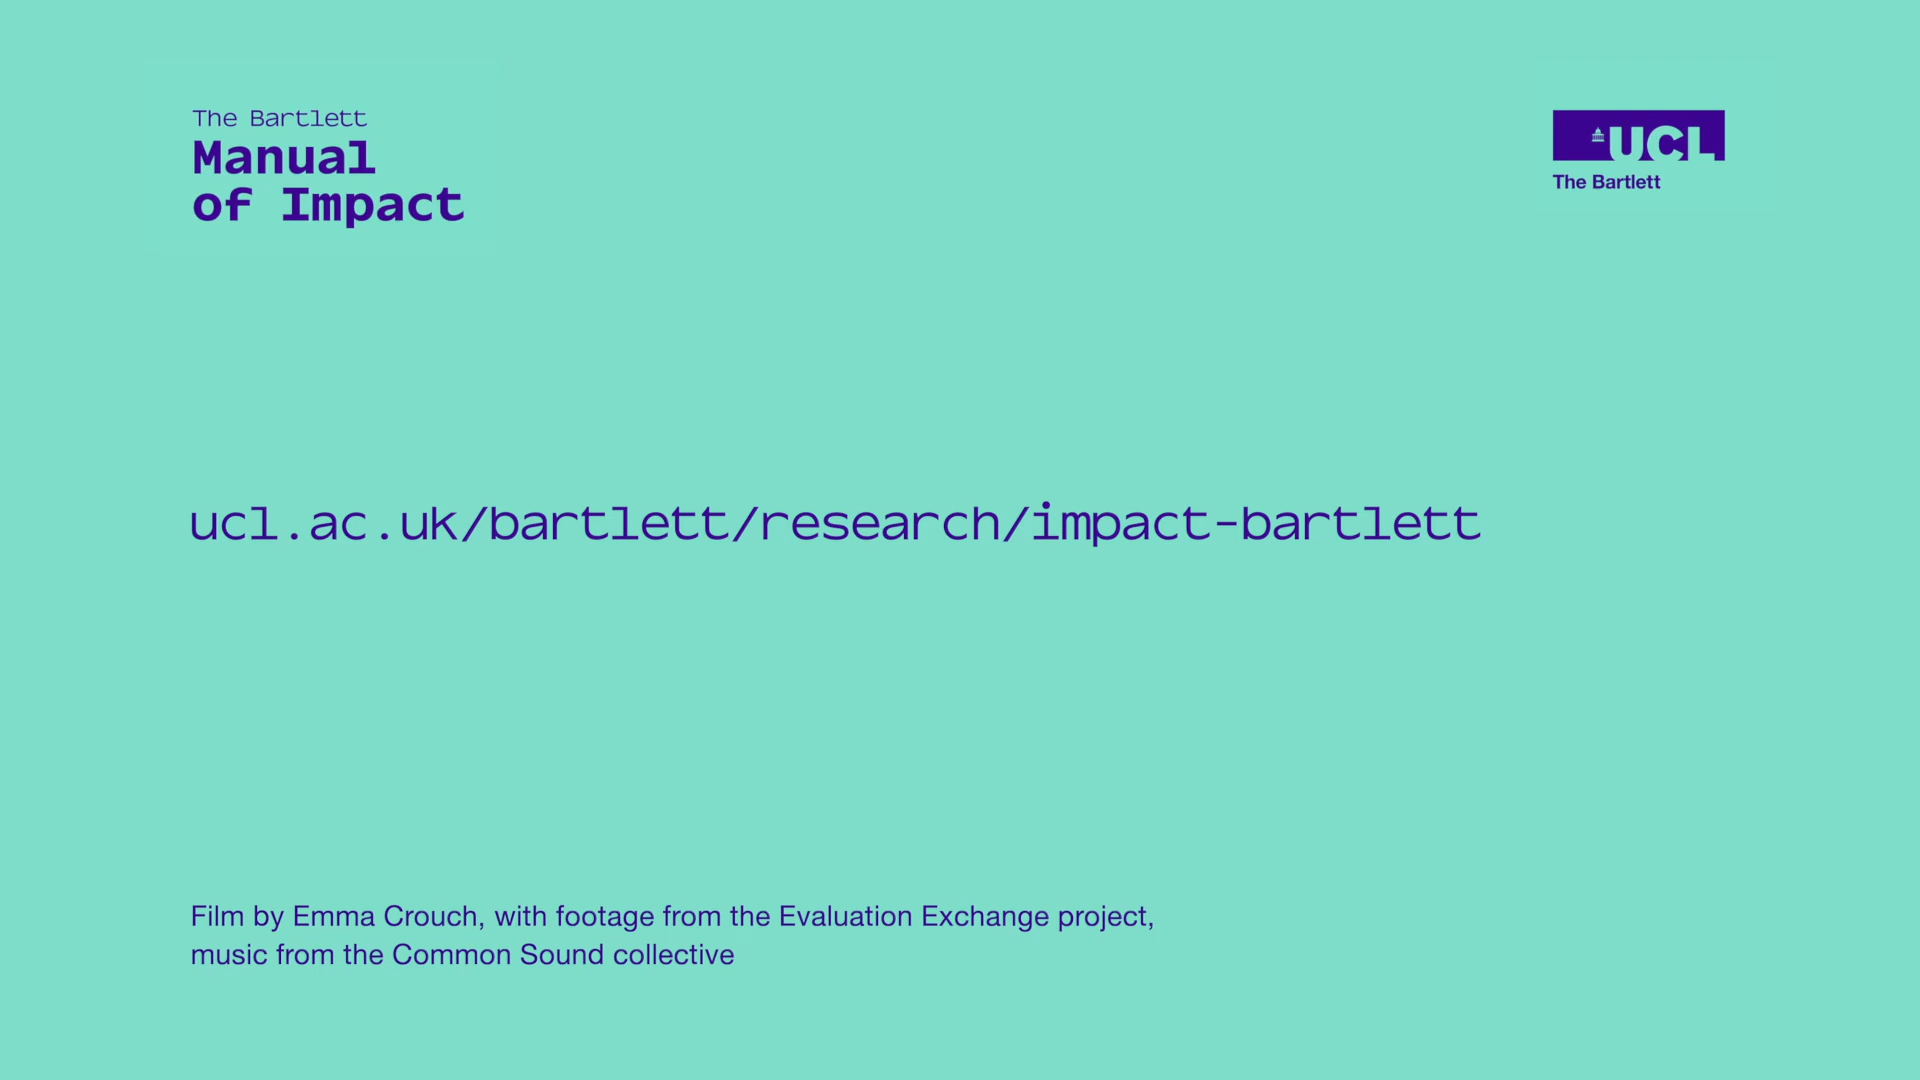 The Bartlett
Manual
of Impact
UCL
The Bartlett
ucl.ac.uk/bartlett/research/impact-bartlett
Film by Emma Crouch, with footage from the Evaluation Exchange project,
music from the Common Sound collective